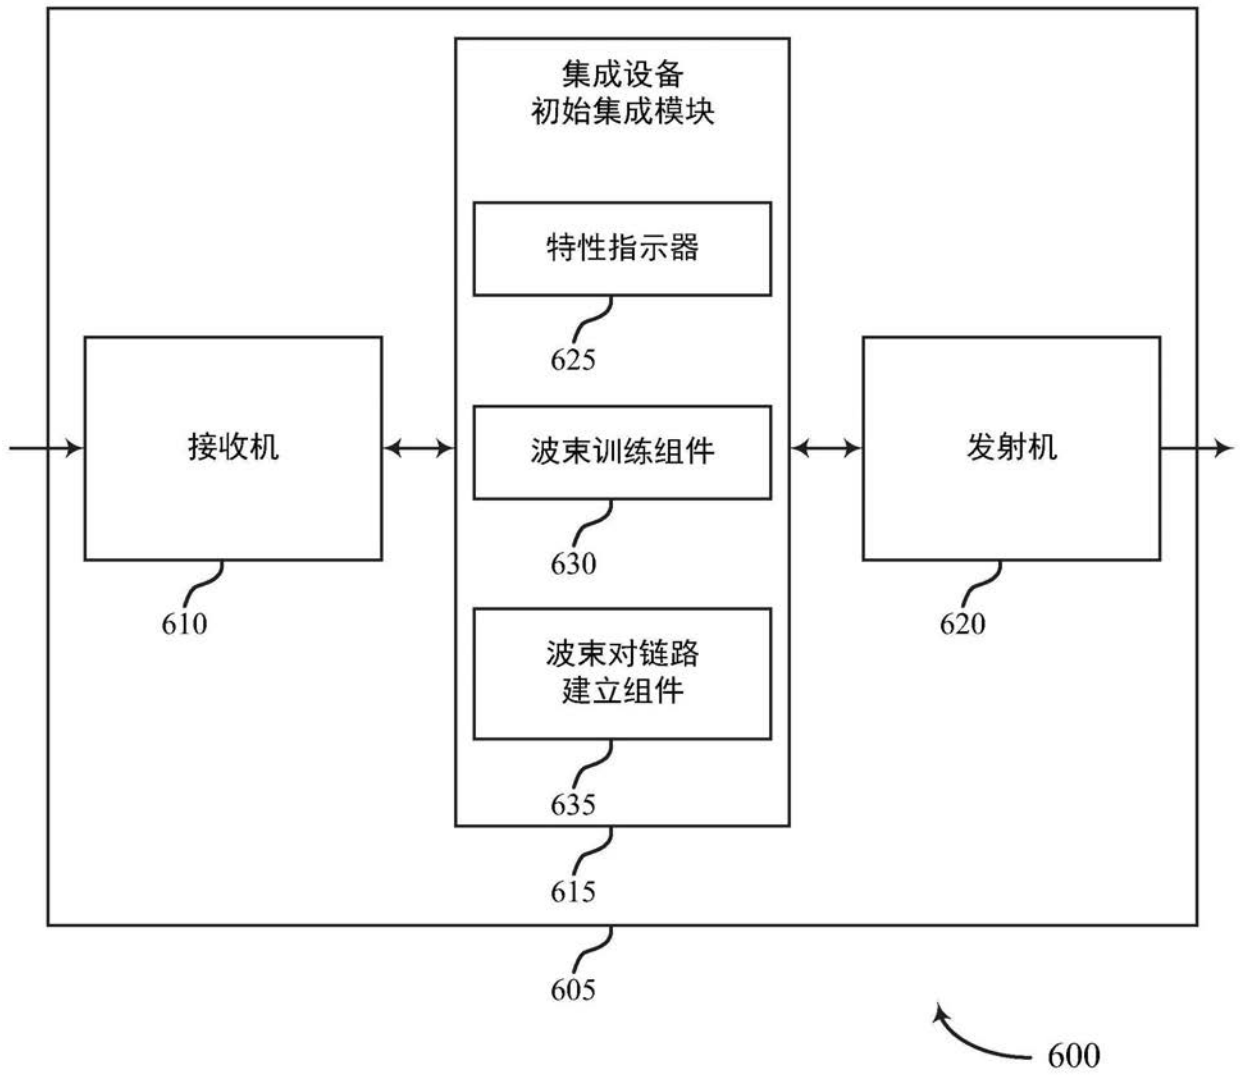 集成设备
初始集成模块
特性指示器
625
接收机
610
波束训练组件
630
发射机
620
波束对链路
建立组件
635
615
605
600